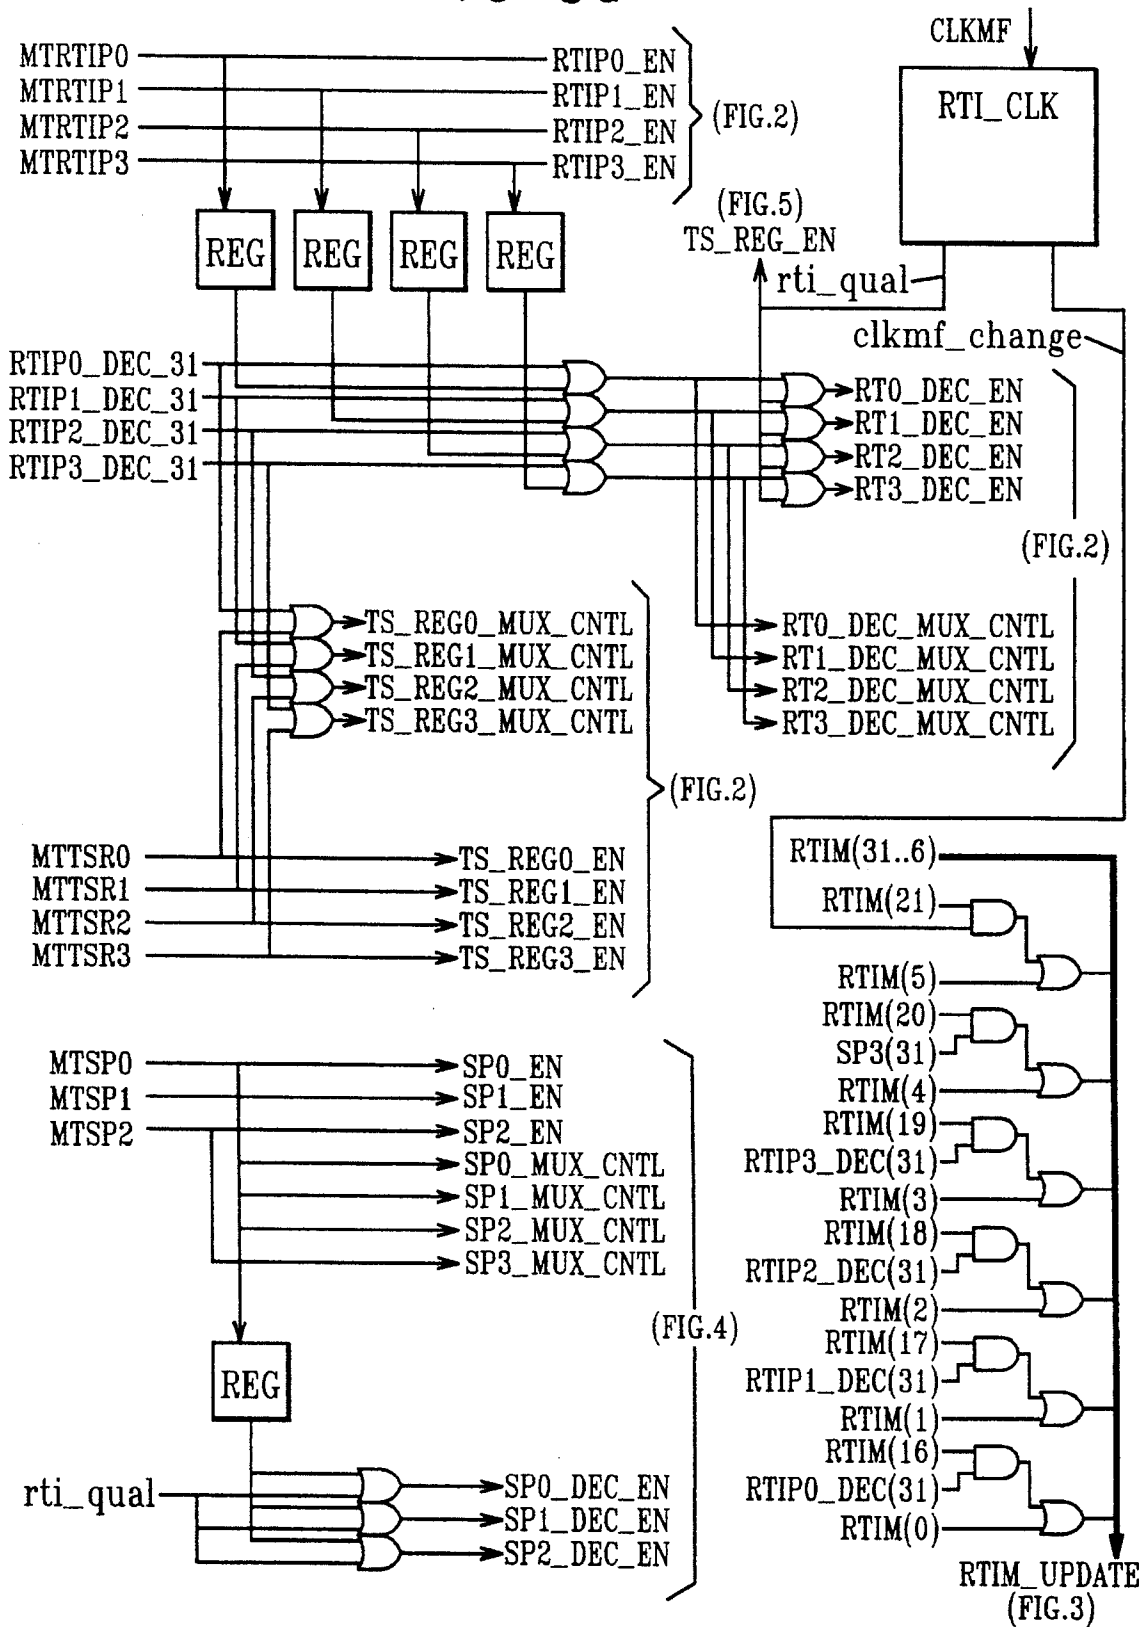 CLKMF
RTI_CLK
MTRTIP0
MTRTIP1
MTRTIP2
MTRTIP3
RTIP0_EN
RTIP1_EN
RTIP2_EN
RTIP3_EN
(FIG.2)
REG
REG
REG
REG
(FIG.5)
TS_REG_EN
rti_qual
clkmf_change
RTIP0_DEC_31
RTIP1_DEC_31
RTIP2_DEC_31
RTIP3_DEC_31
RT0_DEC_EN
RT1_DEC_EN
RT2_DEC_EN
RT3_DEC_EN
(FIG.2)
TS_REG0_MUX_CNTL
TS_REG1_MUX_CNTL
TS_REG2_MUX_CNTL
TS_REG3_MUX_CNTL
RT0_DEC_MUX_CNTL
RT1_DEC_MUX_CNTL
RT2_DEC_MUX_CNTL
RT3_DEC_MUX_CNTL
(FIG.2)
MTTSR0
MTTSR1
MTTSR2
MTTSR3
TS_REG0_EN
TS_REG1_EN
TS_REG2_EN
TS_REG3_EN
MTSP0
MTSP1
MTSP2
SP0_EN
SP1_EN
SP2_EN
SP0_MUX_CNTL
SP1_MUX_CNTL
SP2_MUX_CNTL
SP3_MUX_CNTL
(FIG.4)
REG
rti_qual
SP0_DEC_EN
SP1_DEC_EN
SP2_DEC_EN
RTIM(31..6)
RTIM(21)
RTIM(5)
RTIM(20)
SP3(31)
RTIM(4)
RTIM(19)
RTIP3_DEC(31)
RTIM(3)
RTIM(18)
RTIP2_DEC(31)
RTIM(2)
RTIM(17)
RTIP1_DEC(31)
RTIM(1)
RTIM(16)
RTIP0_DEC(31)
RTIM(0)
RTIM_UPDATE
(FIG.3)